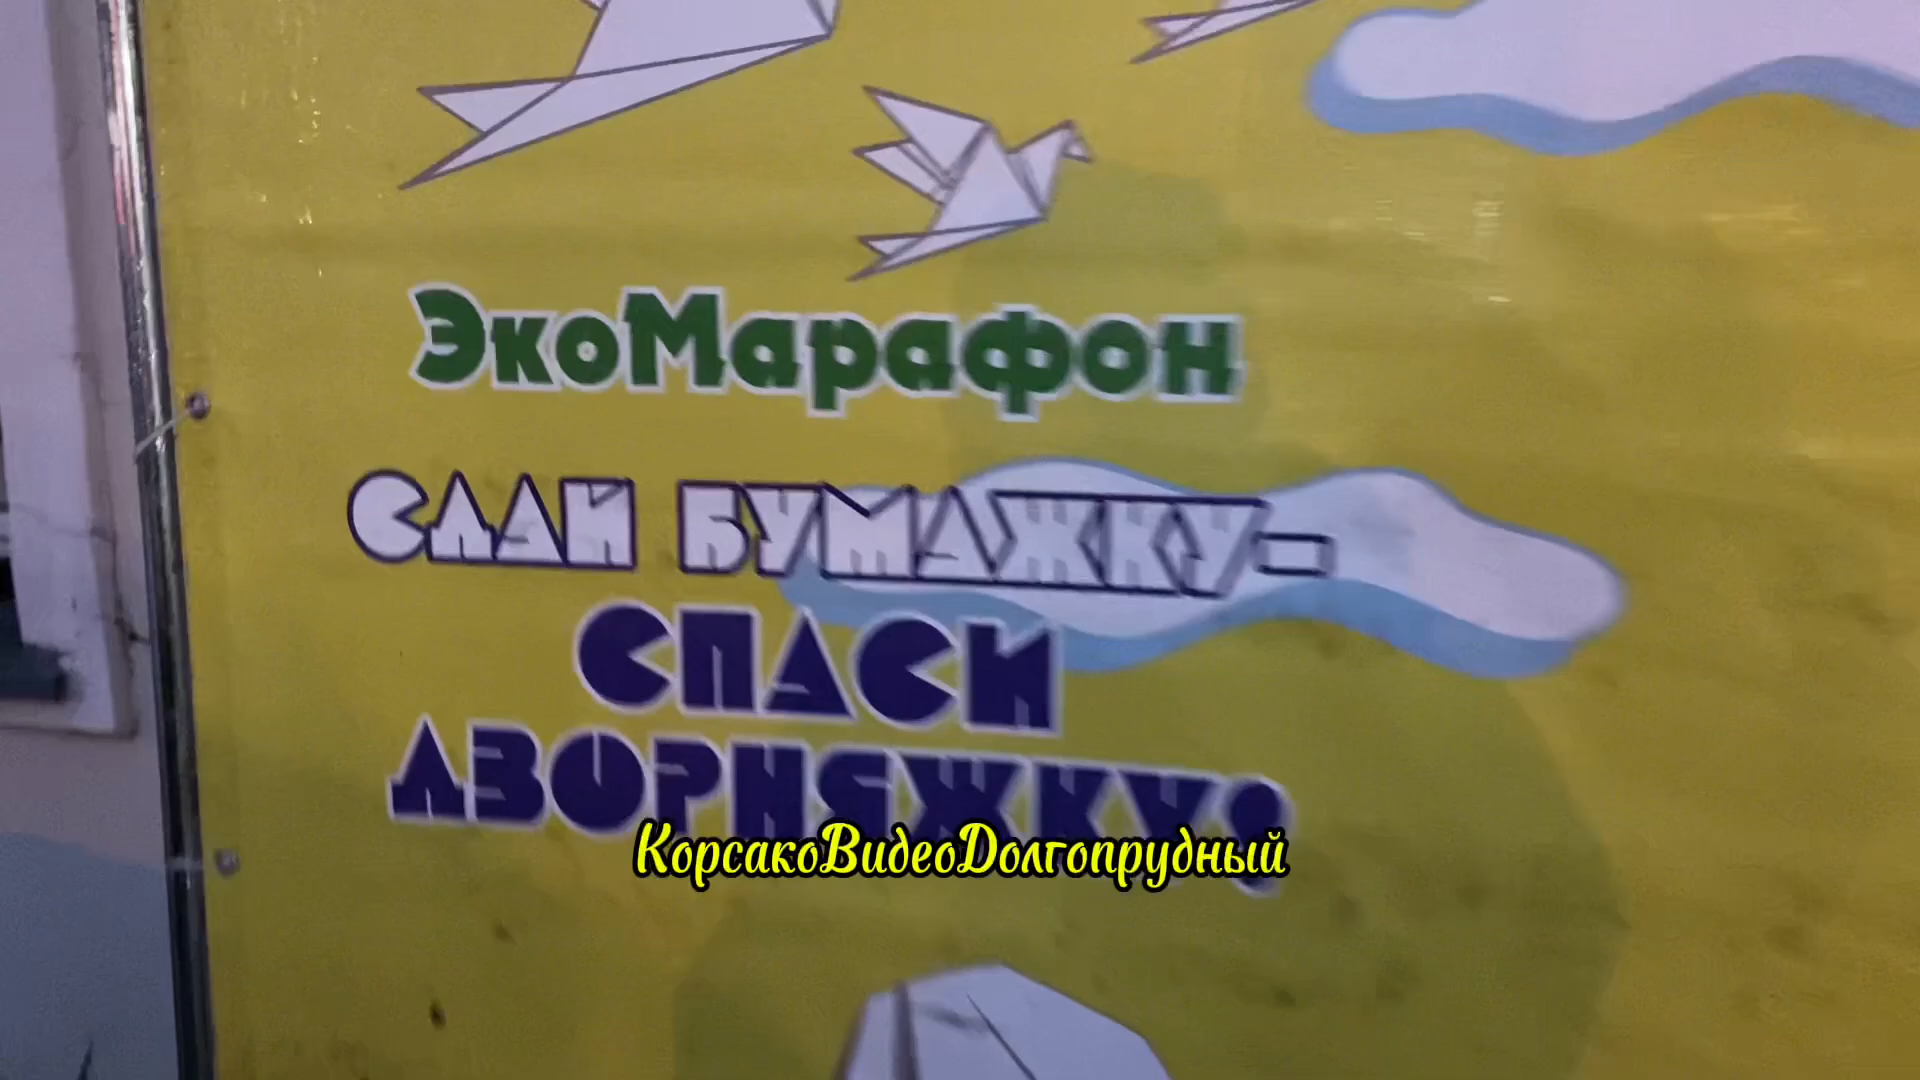 ЭкоМарафон
СДАЙ БУМАЖКУ-
СПАСИ
ДВОРНЯЖКУ!
КорсакоВидеоДолгопрудный